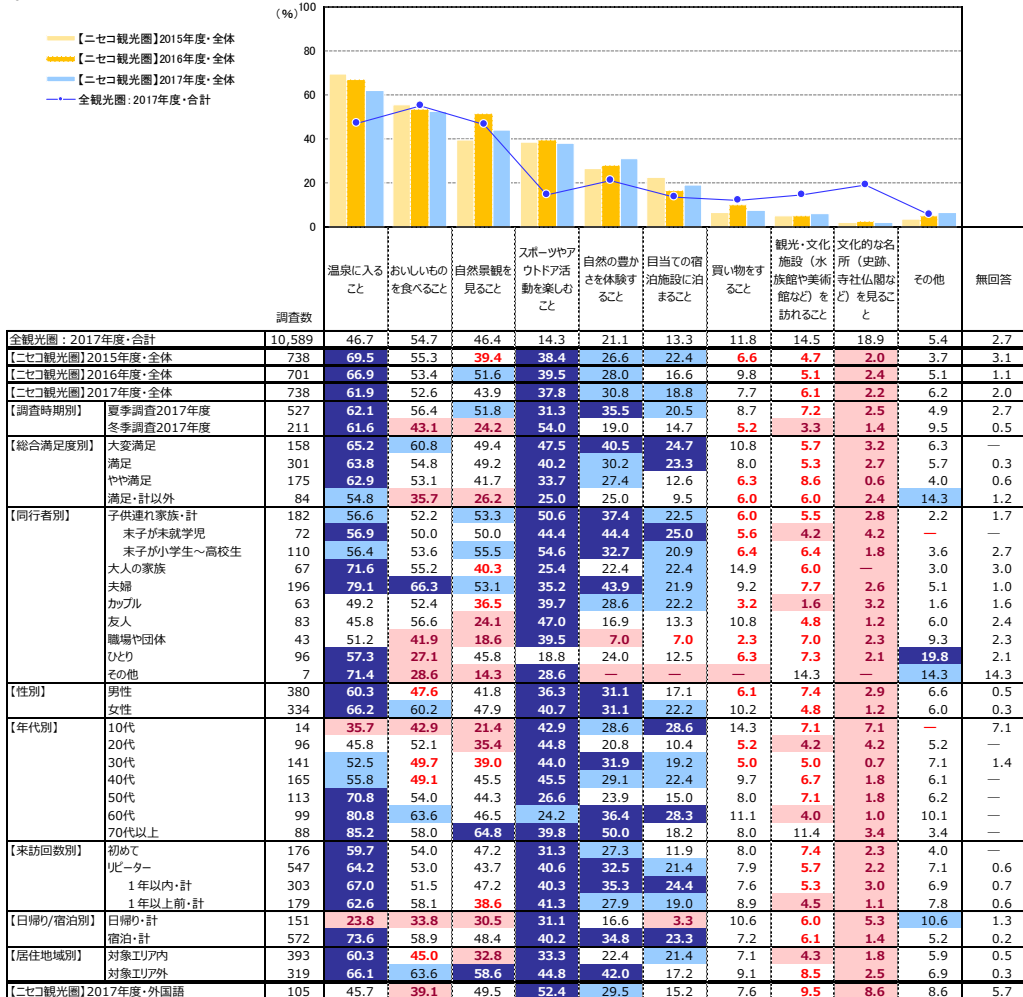 (%)
100
80
60
40
20
0
【ニセコ観光圏】2015年度・全体
【ニセコ観光圏】2016年度・全体
【ニセコ観光圏】2017年度・全体
全観光圏：2017年度・合計
調査数 温泉に入ること おいしいものを食べること 自然景観を見ること スポーツやアウトドア活動を楽しむこと 自然の豊かさを体験すること 目当ての宿泊施設に泊まること 買い物をすること 観光・文化施設（水族館や美術館など）を訪れること 文化的な名所（史跡、寺社仏閣など）を見ること その他 無回答
全観光圏：2017年度・合計 10,589 46.7 54.7 46.4 14.3 21.1 13.3 11.8 14.5 18.9 5.4 2.7
【ニセコ観光圏】2015年度・全体 738 69.5 55.3 39.4 38.4 26.6 22.4 6.6 4.7 2.0 3.7 3.1
【ニセコ観光圏】2016年度・全体 701 66.9 53.4 51.6 39.5 28.0 16.6 9.8 5.1 2.4 5.1 1.1
【ニセコ観光圏】2017年度・全体 738 61.9 52.6 43.9 37.8 30.8 18.8 7.7 6.1 2.2 6.2 2.0
【調査時期別】 夏季調査2017年度 527 62.1 56.4 51.8 31.3 35.5 20.5 8.7 7.2 2.5 4.9 2.7
冬季調査2017年度 211 61.6 43.1 24.2 54.0 19.0 14.7 5.2 3.3 1.4 9.5 0.5
【総合満足度別】 大変満足 158 65.2 60.8 49.4 47.5 40.5 24.7 10.8 5.7 3.2 6.3 —
満足 301 63.8 54.8 49.2 40.2 30.2 23.3 8.0 5.3 2.7 5.7 0.3
やや満足 175 62.9 53.1 41.7 33.7 27.4 12.6 6.3 8.6 0.6 4.0 0.6
満足・計以外 84 54.8 35.7 26.2 25.0 25.0 9.5 6.0 6.0 2.4 14.3 1.2
【同行者別】 子供連れ家族・計 182 56.6 52.2 53.3 50.6 37.4 22.5 6.0 5.5 2.8 2.2 1.7
末子が未就学児 72 56.9 50.0 50.0 44.4 44.4 25.0 5.6 4.2 4.2 — —
末子が小学生～高校生 110 56.4 53.6 55.5 54.6 32.7 20.9 6.4 6.4 1.8 3.6 2.7
大人の家族 67 71.6 55.2 40.3 25.4 22.4 22.4 14.9 6.0 — 3.0 3.0
夫婦 196 79.1 66.3 53.1 35.2 43.9 21.9 9.2 7.7 2.6 5.1 1.0
カップル 63 49.2 52.4 36.5 39.7 28.6 22.2 3.2 1.6 3.2 1.6 1.6
友人 83 45.8 56.6 24.1 47.0 16.9 13.3 10.8 4.8 1.2 6.0 2.4
職場や団体 43 51.2 41.9 18.6 39.5 7.0 7.0 2.3 7.0 2.3 9.3 2.3
ひとり 96 57.3 27.1 45.8 18.8 24.0 12.5 6.3 7.3 2.1 19.8 2.1
その他 7 71.4 28.6 14.3 28.6 — — — 14.3 — 14.3 14.3
【性別】 男性 380 60.3 47.6 41.8 36.3 31.1 17.1 6.1 7.4 2.9 6.6 0.5
女性 334 66.2 60.2 47.9 40.7 31.1 22.2 10.2 4.8 1.2 6.0 0.3
【年代別】 10代 14 35.7 42.9 21.4 42.9 28.6 28.6 14.3 7.1 7.1 — 7.1
20代 96 45.8 52.1 35.4 44.8 20.8 10.4 5.2 4.2 4.2 5.2 —
30代 141 52.5 49.7 39.0 44.0 31.9 19.2 5.0 5.0 0.7 7.1 1.4
40代 165 55.8 49.1 45.5 45.5 29.1 22.4 9.7 6.7 1.8 6.1 —
50代 113 70.8 54.0 44.3 26.6 23.9 15.0 8.0 7.1 1.8 6.2 —
60代 99 80.8 63.6 46.5 24.2 36.4 28.3 11.1 4.0 1.0 10.1 —
70代以上 88 85.2 58.0 64.8 39.8 50.0 18.2 8.0 11.4 3.4 3.4 —
【来訪回数別】 初めて 176 59.7 54.0 47.2 31.3 27.3 11.9 8.0 7.4 2.3 4.0 —
リピーター 547 64.2 53.0 43.7 40.6 32.5 21.4 7.9 5.7 2.2 7.1 0.6
１年以内・計 303 67.0 51.5 47.2 40.3 35.3 24.4 7.6 5.3 3.0 6.9 0.7
１年以上前・計 179 62.6 58.1 38.6 41.3 27.9 19.0 8.9 4.5 1.1 7.8 0.6
【日帰り/宿泊別】 日帰り・計 151 23.8 33.8 30.5 31.1 16.6 3.3 10.6 6.0 5.3 10.6 1.3
宿泊・計 572 73.6 58.9 48.4 40.2 34.8 23.3 7.2 6.1 1.4 5.2 0.2
【居住地域別】 対象エリア内 393 60.3 45.0 32.8 33.3 22.4 21.4 7.1 4.3 1.8 5.9 0.5
対象エリア外 319 66.1 63.6 58.6 44.8 42.0 17.2 9.1 8.5 2.5 6.9 0.3
【ニセコ観光圏】2017年度・外国語 105 45.7 39.1 49.5 52.4 29.5 15.2 7.6 9.5 8.6 8.6 5.7